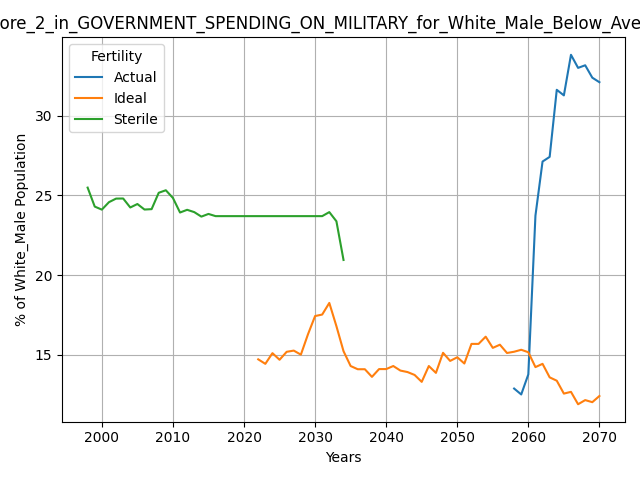 ore_2_in_GOVERNMENT_SPENDING_ON_MILITARY_for_White_Male_Below_Ave
Fertility
Actual
Ideal
Sterile
30
25
20
15
% of White_Male Population
2000 2010 2020 2030 2040 2050 2060 2070
Years